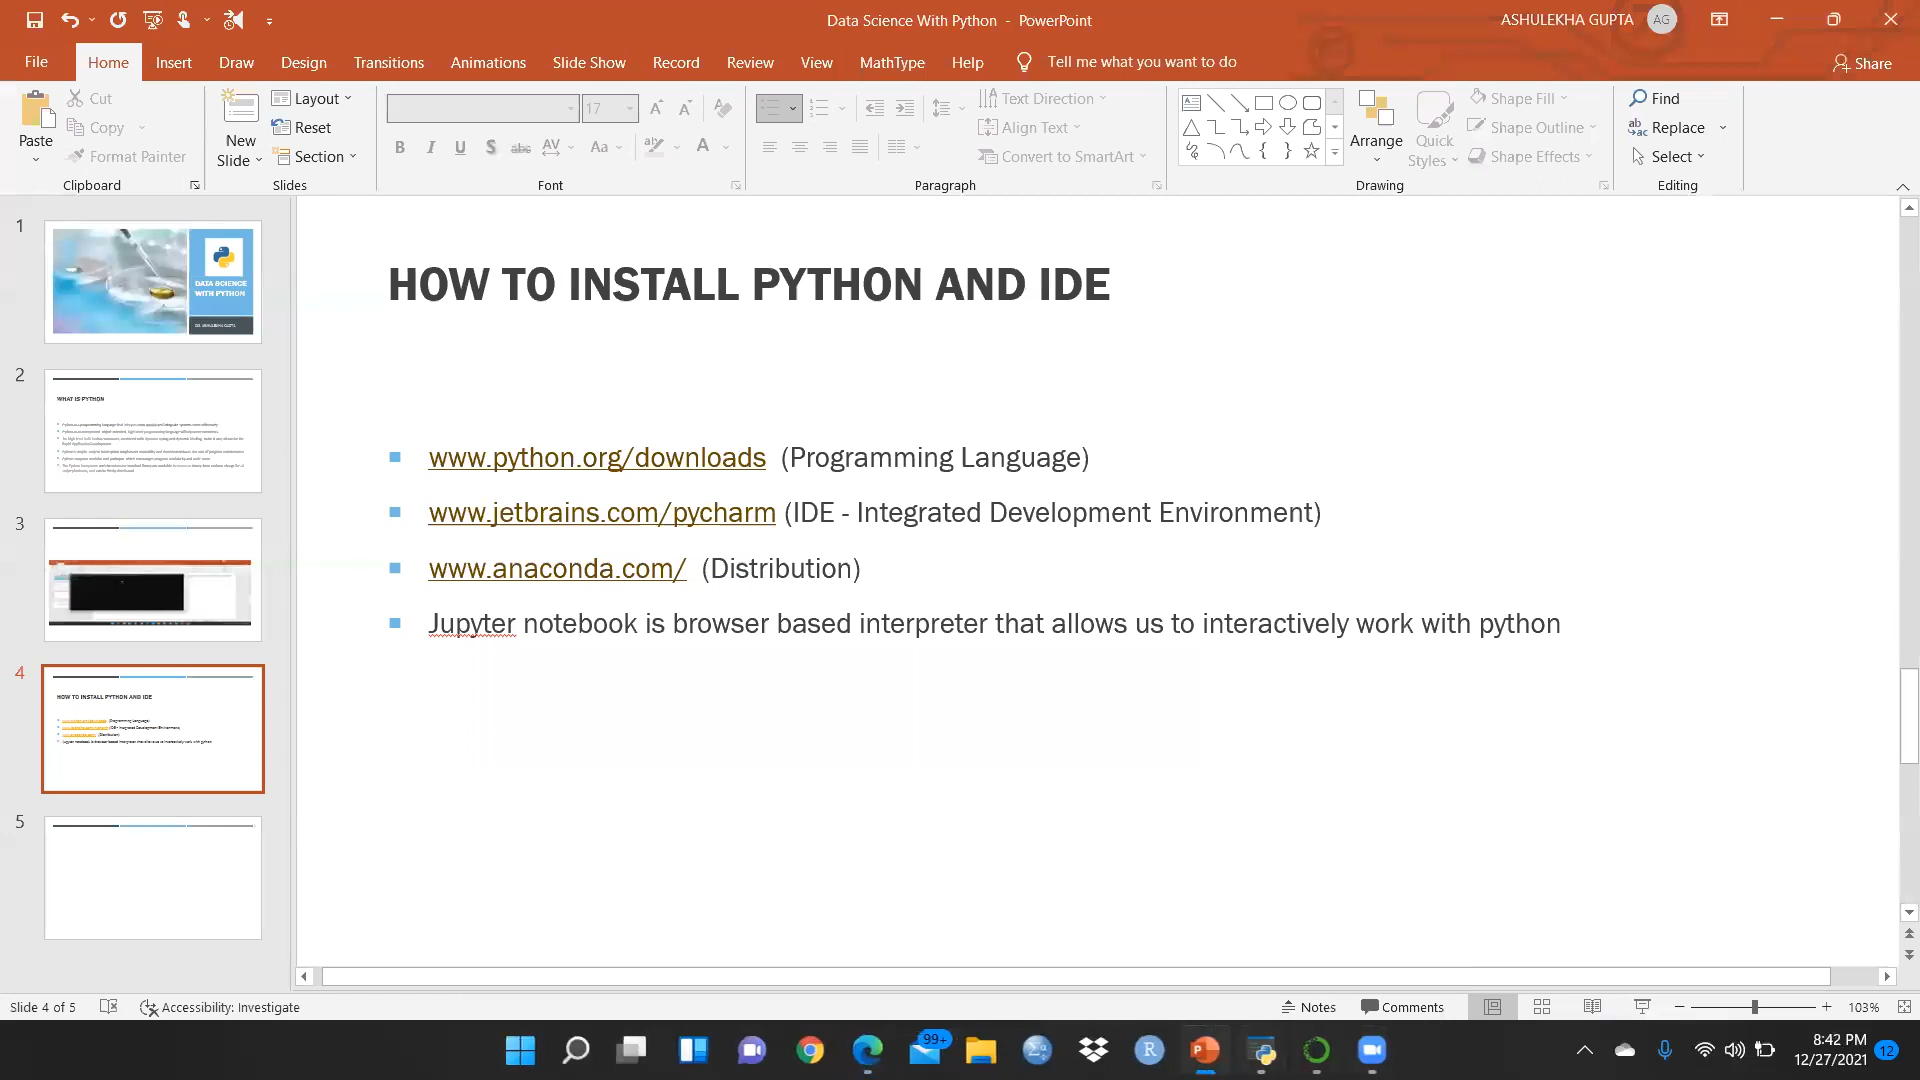 Data Science With Python - PowerPoint
ASHULEKHA GUPTA
AG
File
Home
Insert
Draw
Design
Transitions
Animations
Slide Show
Record
Review
View
MathType
Help
Tell me what you want to do
Share
Paste
Cut
Copy
Format Painter
Clipboard
New
Slide
Layout
Reset
Section
Slides
17
Font
Text Direction
Align Text
Convert to SmartArt
Paragraph
Arrange
Quick
Styles
Shape Fill
Shape Outline
Shape Effects
Drawing
Find
Replace
Select
Editing
1
DATA SCIENCE
WITH PYTHON
2
WHAT IS PYTHON
3
4
HOW TO INSTALL PYTHON AND IDE
5
HOW TO INSTALL PYTHON AND IDE
www.python.org/downloads (Programming Language)
www.jetbrains.com/pycharm (IDE - Integrated Development Environment)
www.anaconda.com/ (Distribution)
Jupyter notebook is browser based interpreter that allows us to interactively work with python
Slide 4 of 5
Accessibility: Investigate
Notes
Comments
103%
99+
8:42 PM
12/27/2021
12